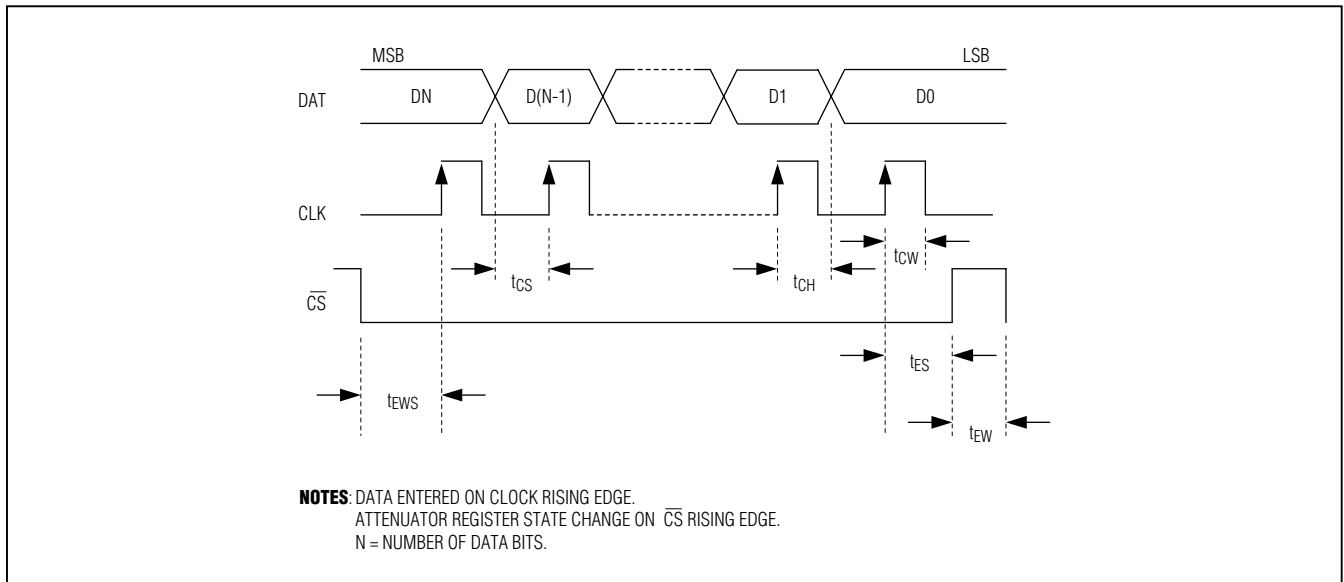 MSB LSB
DAT DN D(N-1) D1 D0
CLK
tCW
tCS tCH
CS
tES
tEWS
tEW
NOTES: DATA ENTERED ON CLOCK RISING EDGE.
ATTENUATOR REGISTER STATE CHANGE ON CS RISING EDGE.
N = NUMBER OF DATA BITS.